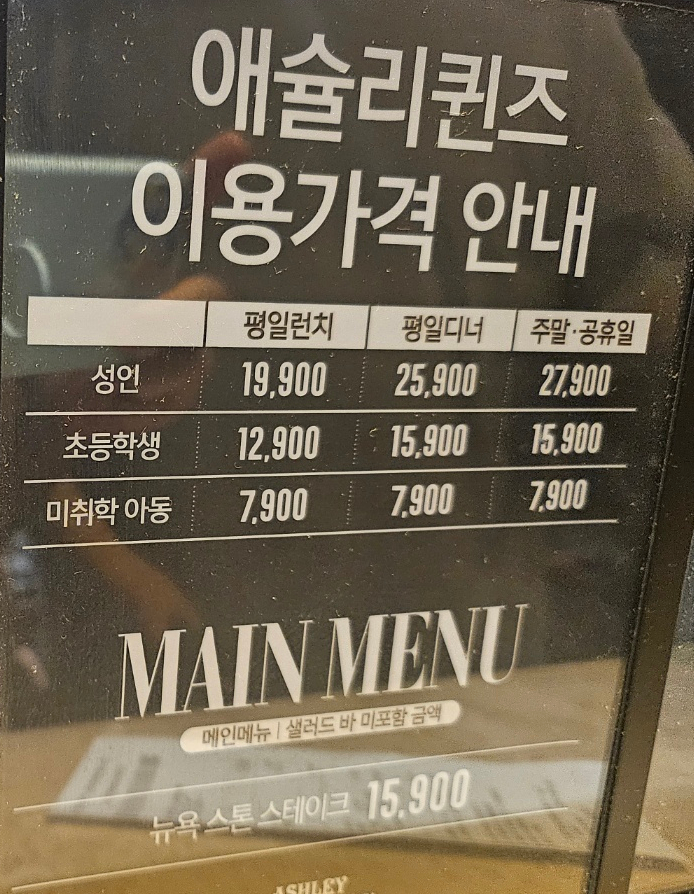 애슐리퀸즈
이용가격 안내
평일런치 평일디너 주말·공휴일
성인 19,900 25,900 27,900
초등학생 12,900 15,900 15,900
미취학 아동 7,900 7,900 7,900
MAIN MENU
메인메뉴 | 샐러드 바 미포함 금액
뉴욕 스톤 스테이크 15,900
ASHLEY